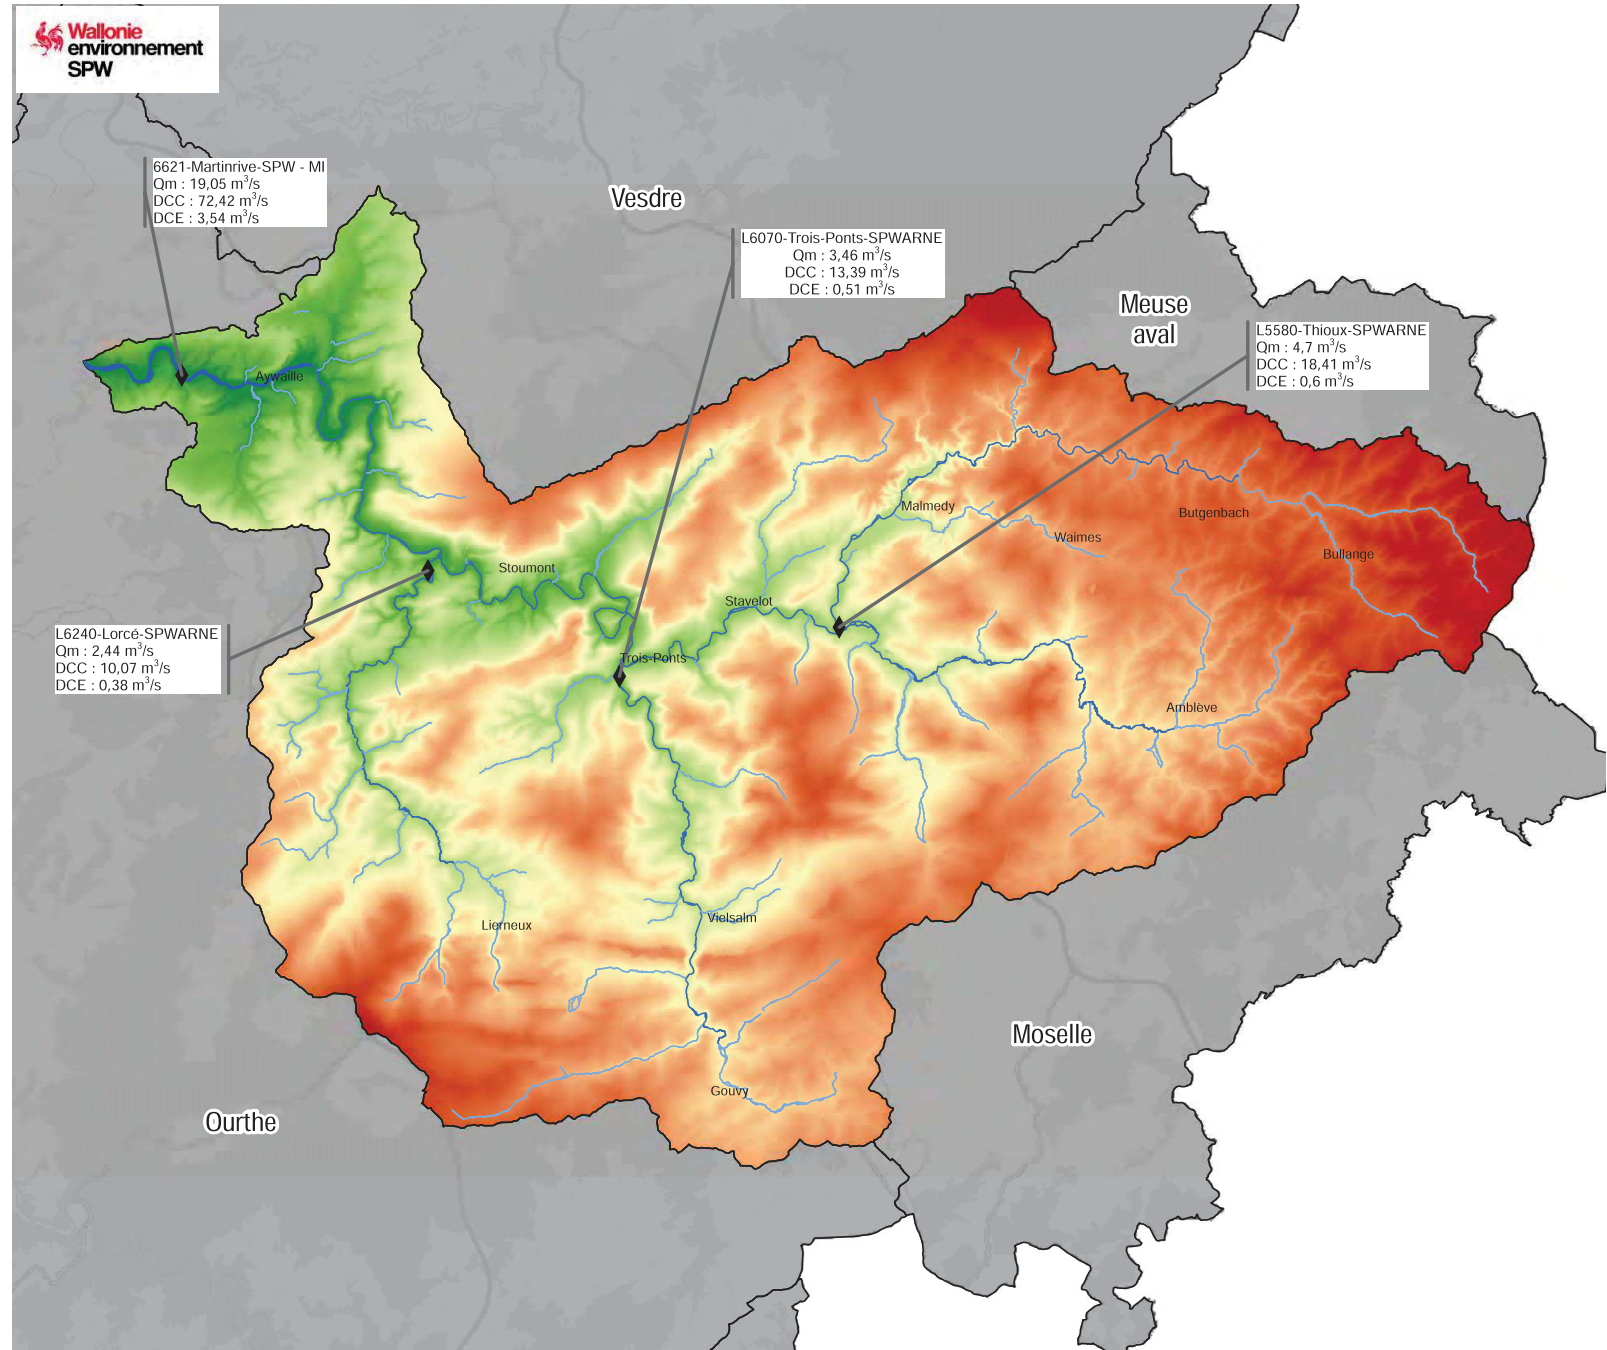 Wallonie
environnement
SPW
6621-Martinrive-SPW - MI
Qm : 19,05 m³/s
DCC : 72,42 m³/s
DCE : 3,54 m³/s
Vesdre
L6070-Trois-Ponts-SPWARNE
Qm : 3,46 m³/s
DCC : 13,39 m³/s
DCE : 0,51 m³/s
Meuse
aval
L5580-Thioux-SPWARNE
Qm : 4,7 m³/s
DCC : 18,41 m³/s
DCE : 0,6 m³/s
Aywaille
Malmedy
Butgenbach
Waimes
Bullange
Stoumont
Stavelot
L6240-Lorcé-SPWARNE
Qm : 2,44 m³/s
DCC : 10,07 m³/s
DCE : 0,38 m³/s
Trois-Ponts
Amblève
Vielsalm
Lierneux
Moselle
Gouvy
Ourthe